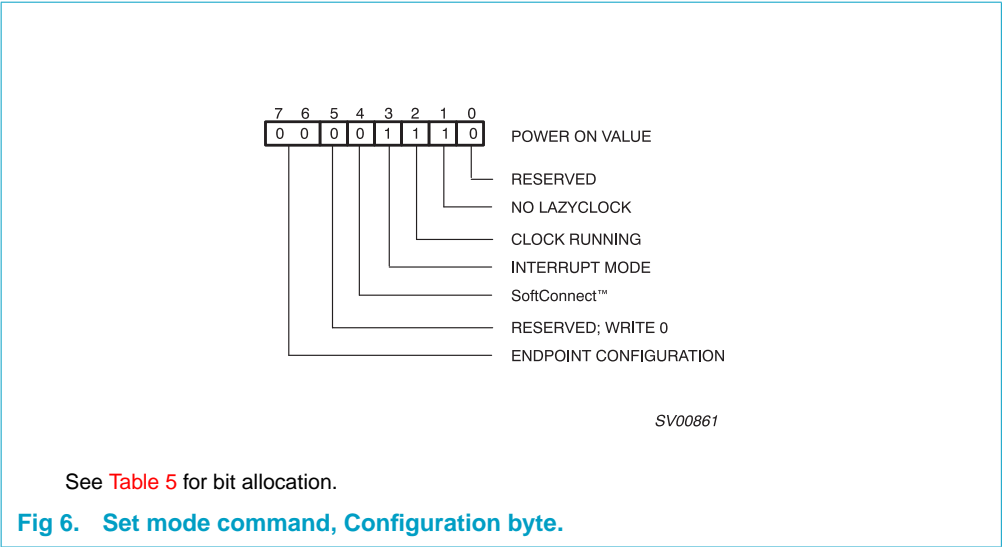 7 6 5 4 3 2 1 0
0 0 0 0 1 1 1 0 POWER ON VALUE
RESERVED
NO LAZYCLOCK
CLOCK RUNNING
INTERRUPT MODE
SoftConnect™
RESERVED; WRITE 0
ENDPOINT CONFIGURATION
SV00861
See Table 5 for bit allocation.
Fig 6. Set mode command, Configuration byte.